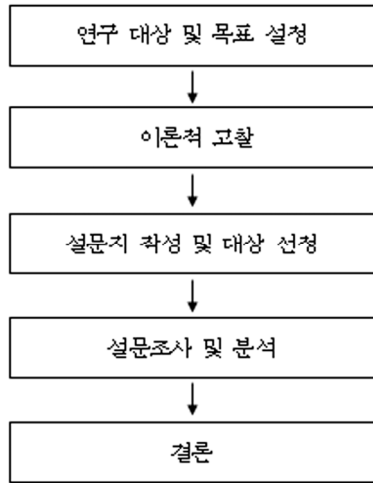 연구 대상 및 목표 설정
이론적 고찰
설문지 작성 및 대상 선정
설문조사 및 분석
결론